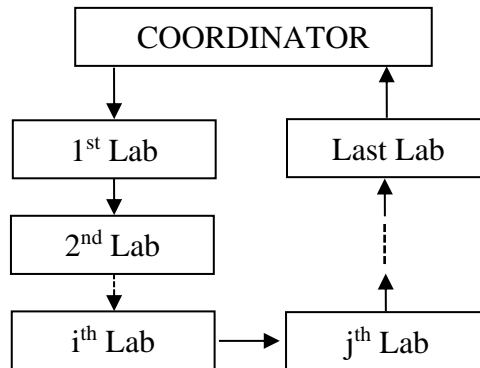 COORDINATOR
1st Lab
Last Lab
2nd Lab
ith Lab
jth Lab